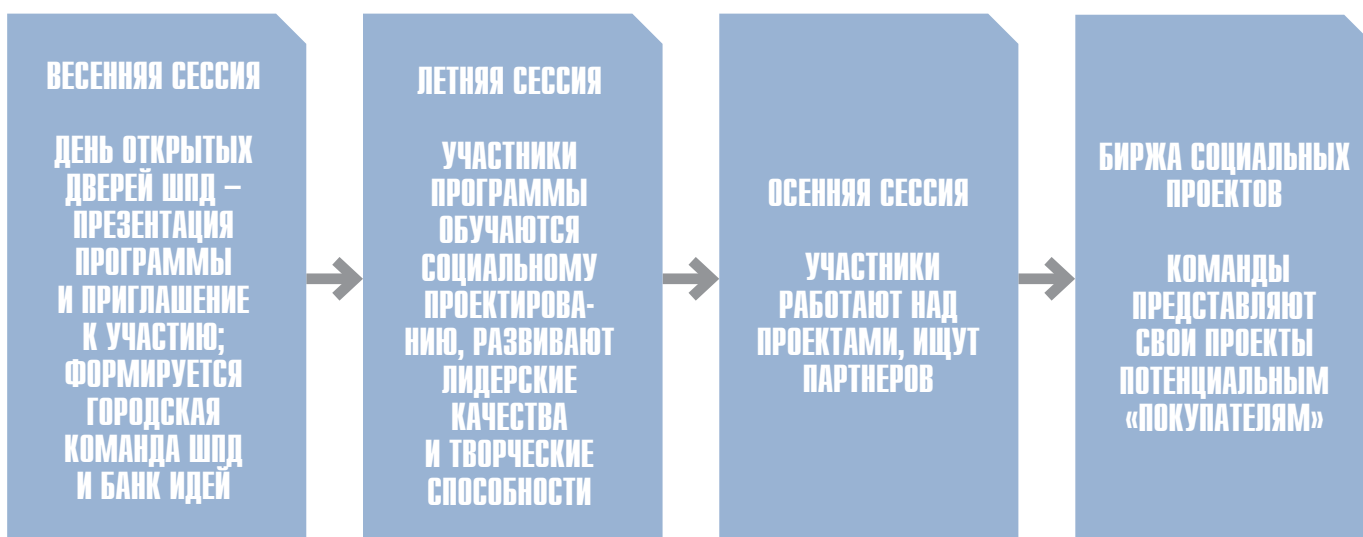 ВЕСЕННЯЯ СЕССИЯ
ДЕНЬ ОТКРЫТЫХ
ДВЕРЕЙ ШПД –
ПРЕЗЕНТАЦИЯ
ПРОГРАММЫ
И ПРИГЛАШЕНИЕ
К УЧАСТИЮ;
ФОРМИРУЕТСЯ
ГОРОДСКАЯ
КОМАНДА ШПД
И БАНК ИДЕЙ
ЛЕТНЯЯ СЕССИЯ
УЧАСТНИКИ
ПРОГРАММЫ
ОБУЧАЮТСЯ
СОЦИАЛЬНОМУ
ПРОЕКТИРОВА-
НИЮ, РАЗВИВАЮТ
ЛИДЕРСКИЕ
КАЧЕСТВА
И ТВОРЧЕСКИЕ
СПОСОБНОСТИ
ОСЕННЯЯ СЕССИЯ
УЧАСТНИКИ
РАБОТАЮТ НАД
ПРОЕКТАМИ, ИЩУТ
ПАРТНЕРОВ
БИРЖА СОЦИАЛЬНЫХ
ПРОЕКТОВ
КОМАНДЫ
ПРЕДСТАВЛЯЮТ
СВОЙ ПРОЕКТЫ
ПОТЕНЦИАЛЬНЫМ
«ПОКУПАТЕЛЯМ»